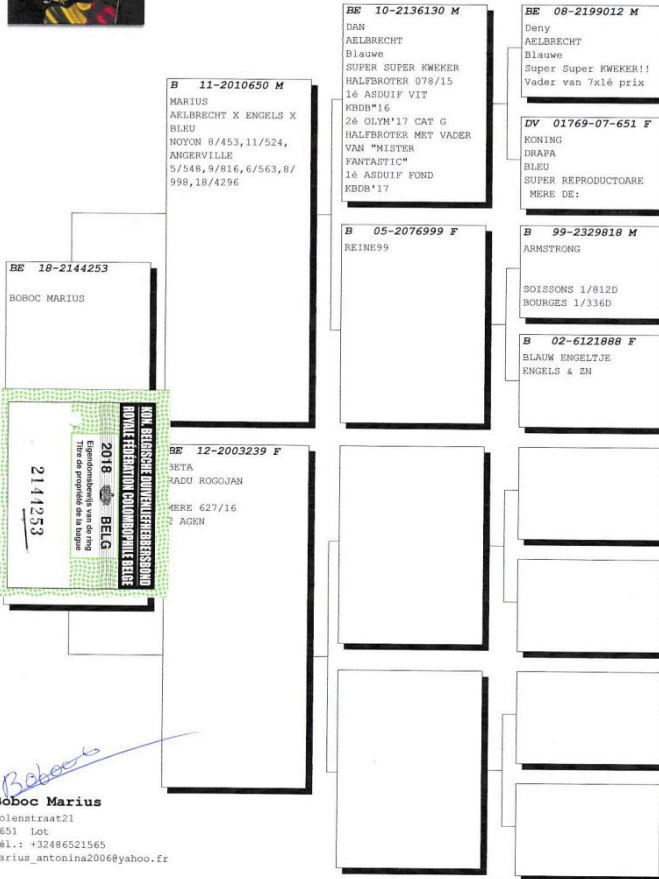 BE 18-2144253
BOBOC MARIUS
KON. BELGISCHE DUIVENLIEFHEBBERSBOND
ROYALE FÉDÉRATION COLOMBOPHILE BELGE
2018 BELG
Eigendomsbewijs van de ring
Titre de propriété de la bague
2144253
B 11-2010650 M
MARIUS
AELBRECHT X ENGELS X
BLEU
NOYON 8/453,11/524,
ANGERVILLE
5/548,9/816,6/563,8/
998,18/4296
BE 12-2003239 F
BETA
RADU ROGOJAN
MERE 627/16
2 AGEN
BE 10-2136130 M
DAN
AELBRECHT
Blauwe
SUPER SUPER KWEKER
HALFBROTER 078/15
1é ASDUIF VIT
KBDB"16
2é OLYM'17 CAT G
HALFBROTER MET VADER
VAN "MISTER
FANTASTIC"
1é ASDUIF FOND
KBDB'17
B 05-2076999 F
REINE99
BE 08-2199012 M
Deny
AELBRECHT
Blauwe
Super Super KWEKER!!
Vader van 7x1é prix
DV 01769-07-651 F
KONING
DRAPA
BLEU
SUPER REPRODUCTOARE
MERE DE:
B 99-2329818 M
ARMSTRONG
SOISSONS 1/812D
BOURGES 1/336D
B 02-6121888 F
BLAUW ENGELTJE
ENGELS & ZN
Boboc
Boboc Marius
olenstraat21
651 Lot
él.: +32486521565
arius_antonina2006@yahoo.fr